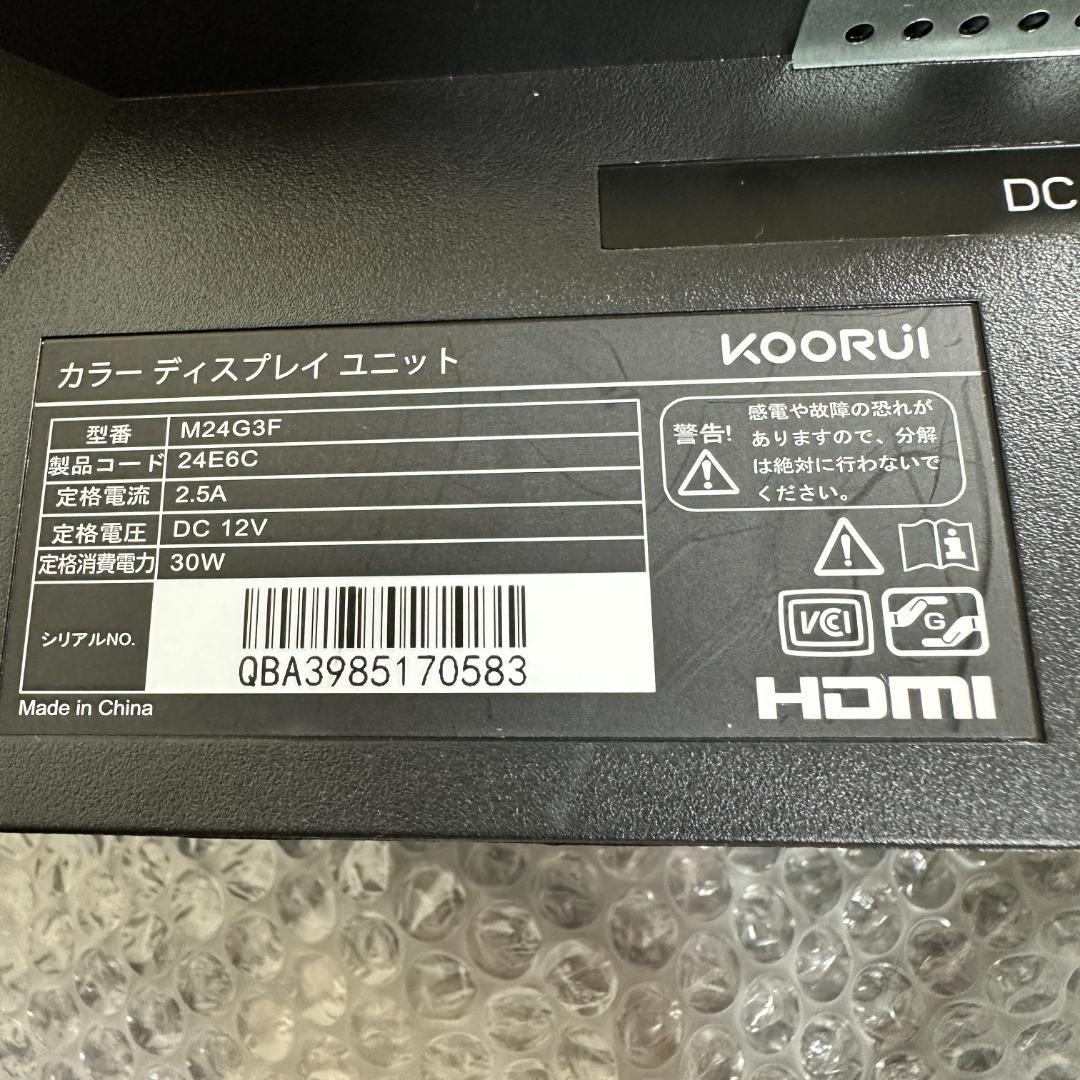 DC
カラー ディスプレイ ユニット
KOORUI
型番 M24G3F
製品コード 24E6C
定格電流 2.5A
定格電圧 DC 12V
定格消費電力 30W
シリアルNO.
QBA3985170583
Made in China
警告!
感電や故障の恐れが
ありますので、分解
は絶対に行わないで
ください。
VCCI
G
HDMI